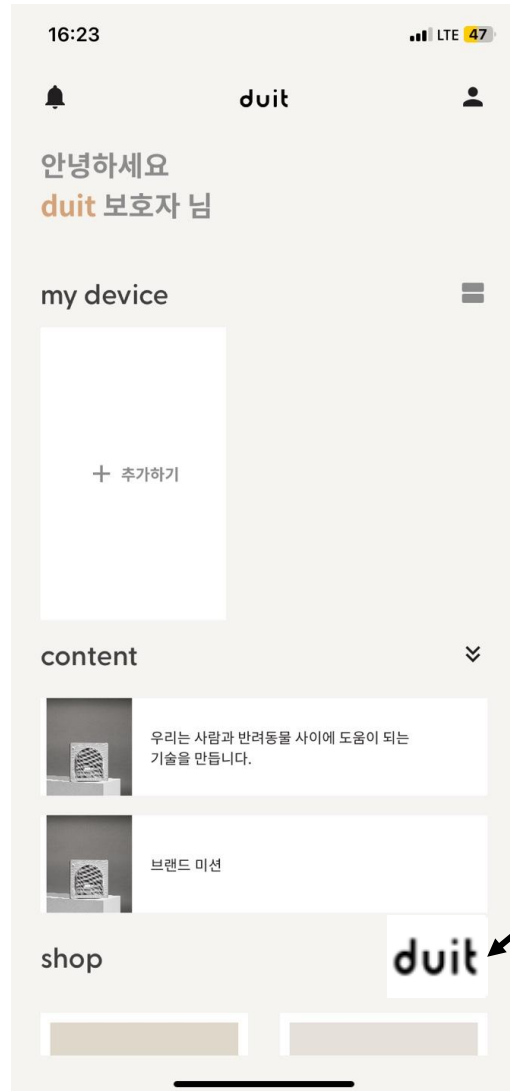 16:23
LTE 47
duit
안녕하세요
duit 보호자 님
my device
추가하기
content
우리는 사람과 반려동물 사이에 도움이 되는
기술을 만듭니다.
브랜드 미션
shop
duit